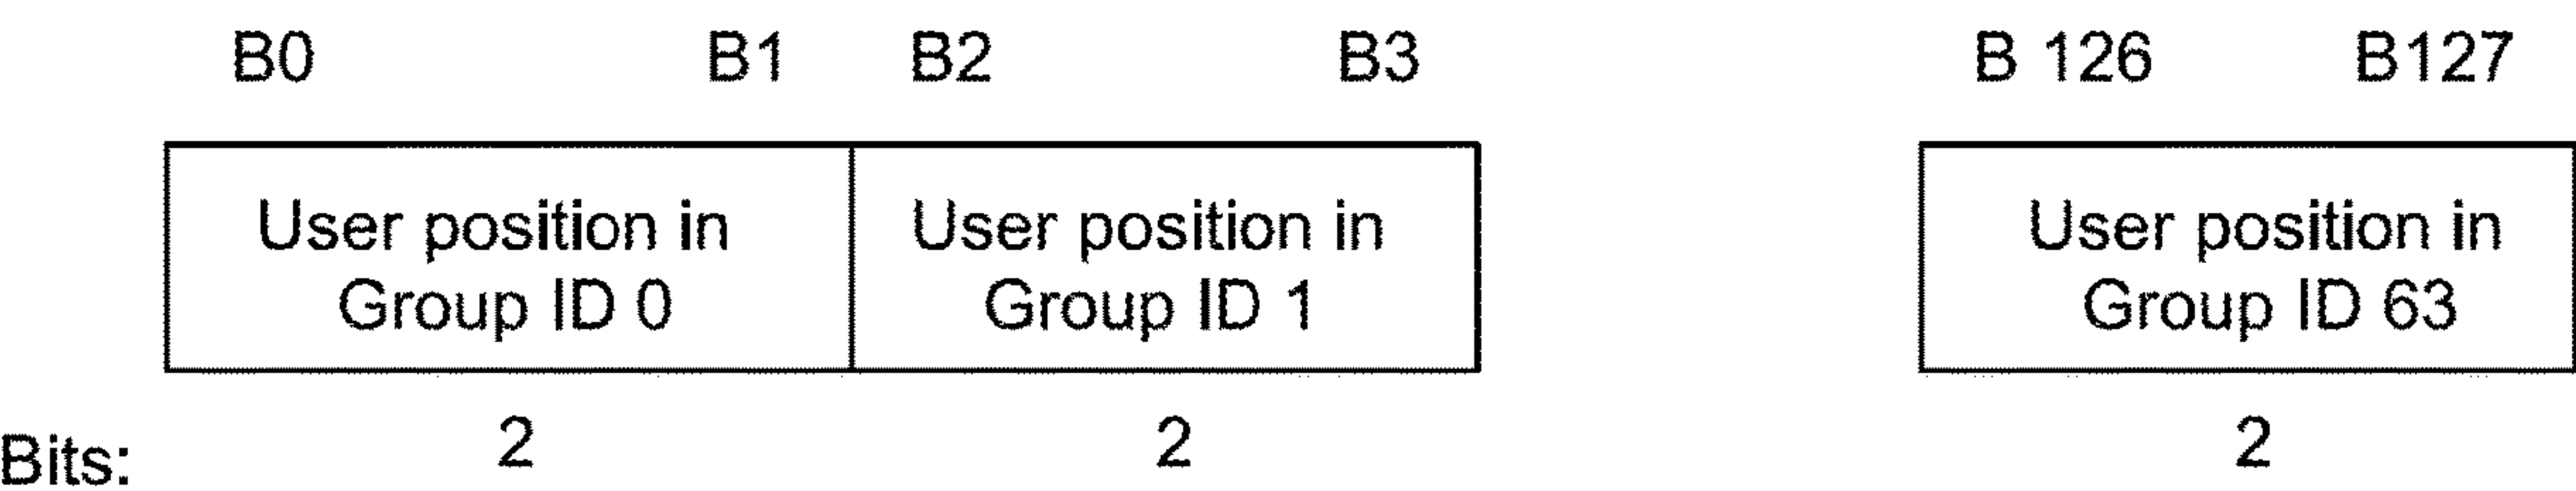 B0 B1 B2 B3 B 126 B127
User position in Group ID 0
User position in Group ID 1
User position in Group ID 63
Bits: 2 2 2